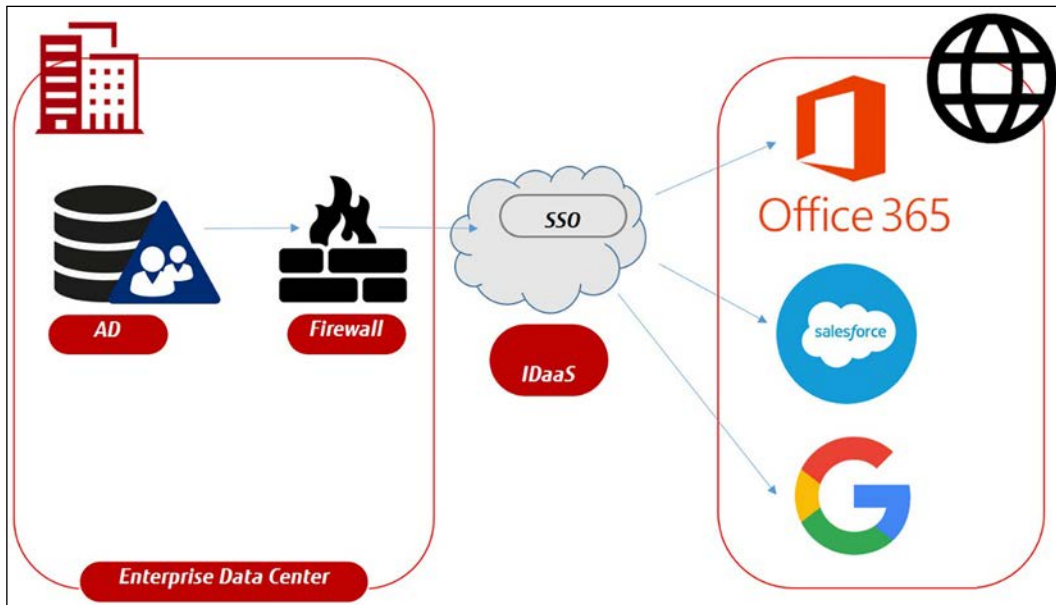 SSO
Office 365
salesforce
AD
Firewall
IDaaS
Enterprise Data Center